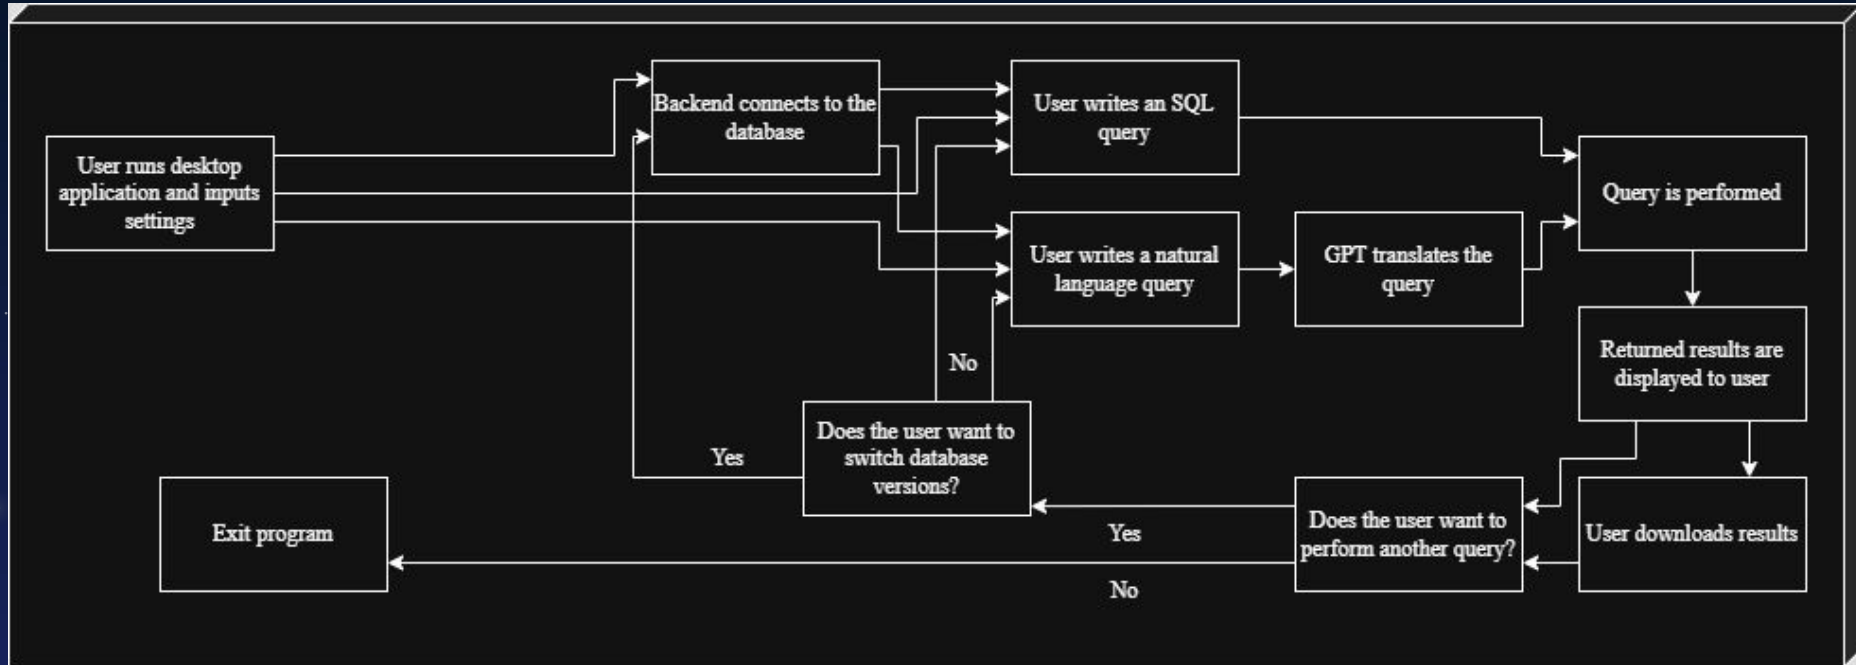 User runs desktop
application and inputs
settings
Backend connects to the
database
User writes an SQL
query
User writes a natural
language query
GPT translates the
query
Query is performed
Returned results are
displayed to user
User downloads results
Does the user want to
perform another query?
Yes
No
Does the user want to
switch database
versions?
No
Yes
Exit program